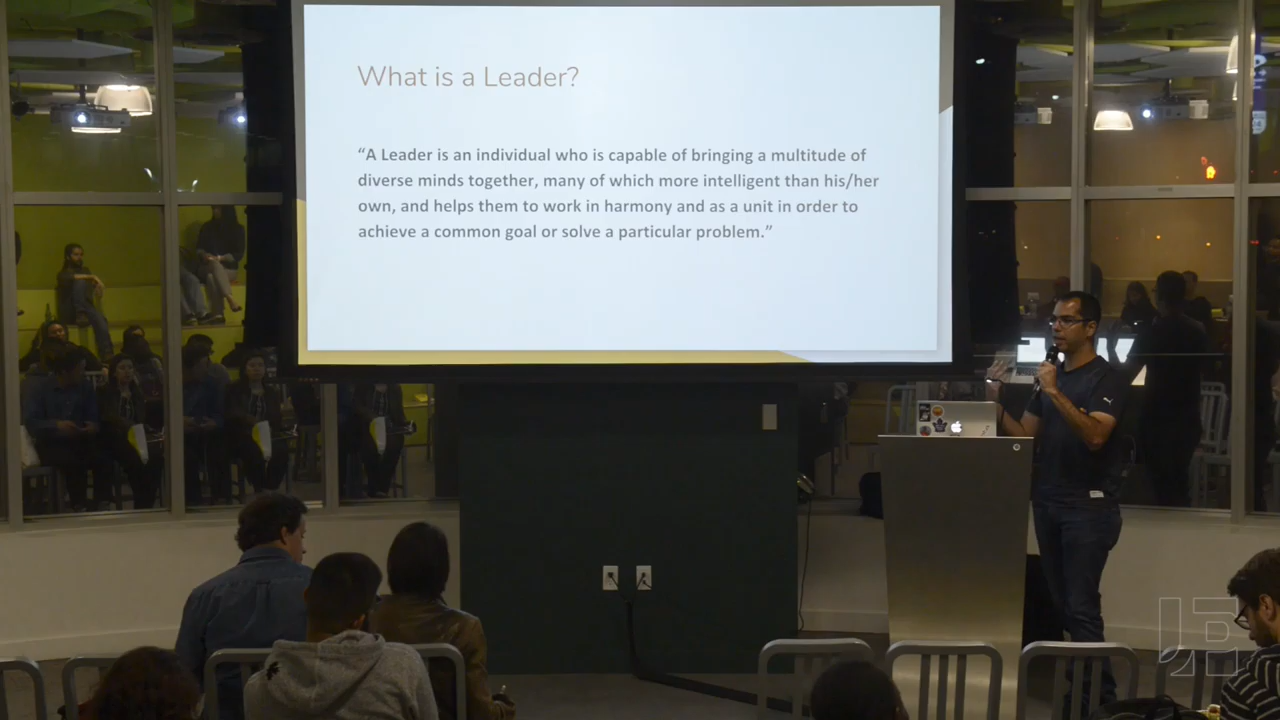 What is a Leader?
“A Leader is an individual who is capable of bringing a multitude of
diverse minds together, many of which more intelligent than his/her
own, and helps them to work in harmony and as a unit in order to
achieve a common goal or solve a particular problem.”